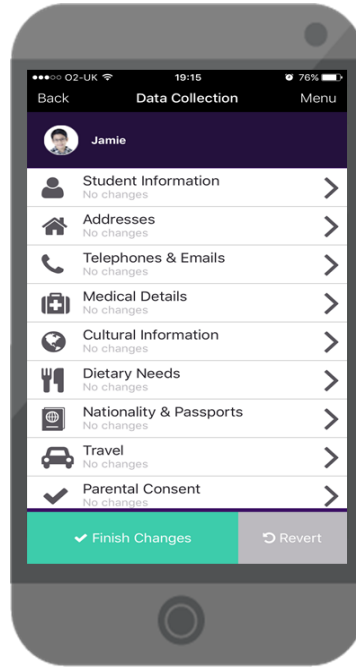 O2-UK 19:15 76%
Back Data Collection Menu
Jamie
Student Information
No changes
Addresses
No changes
Telephones & Emails
No changes
Medical Details
No changes
Cultural Information
No changes
Dietary Needs
No changes
Nationality & Passports
No changes
Travel
No changes
Parental Consent
No changes
Finish Changes Revert